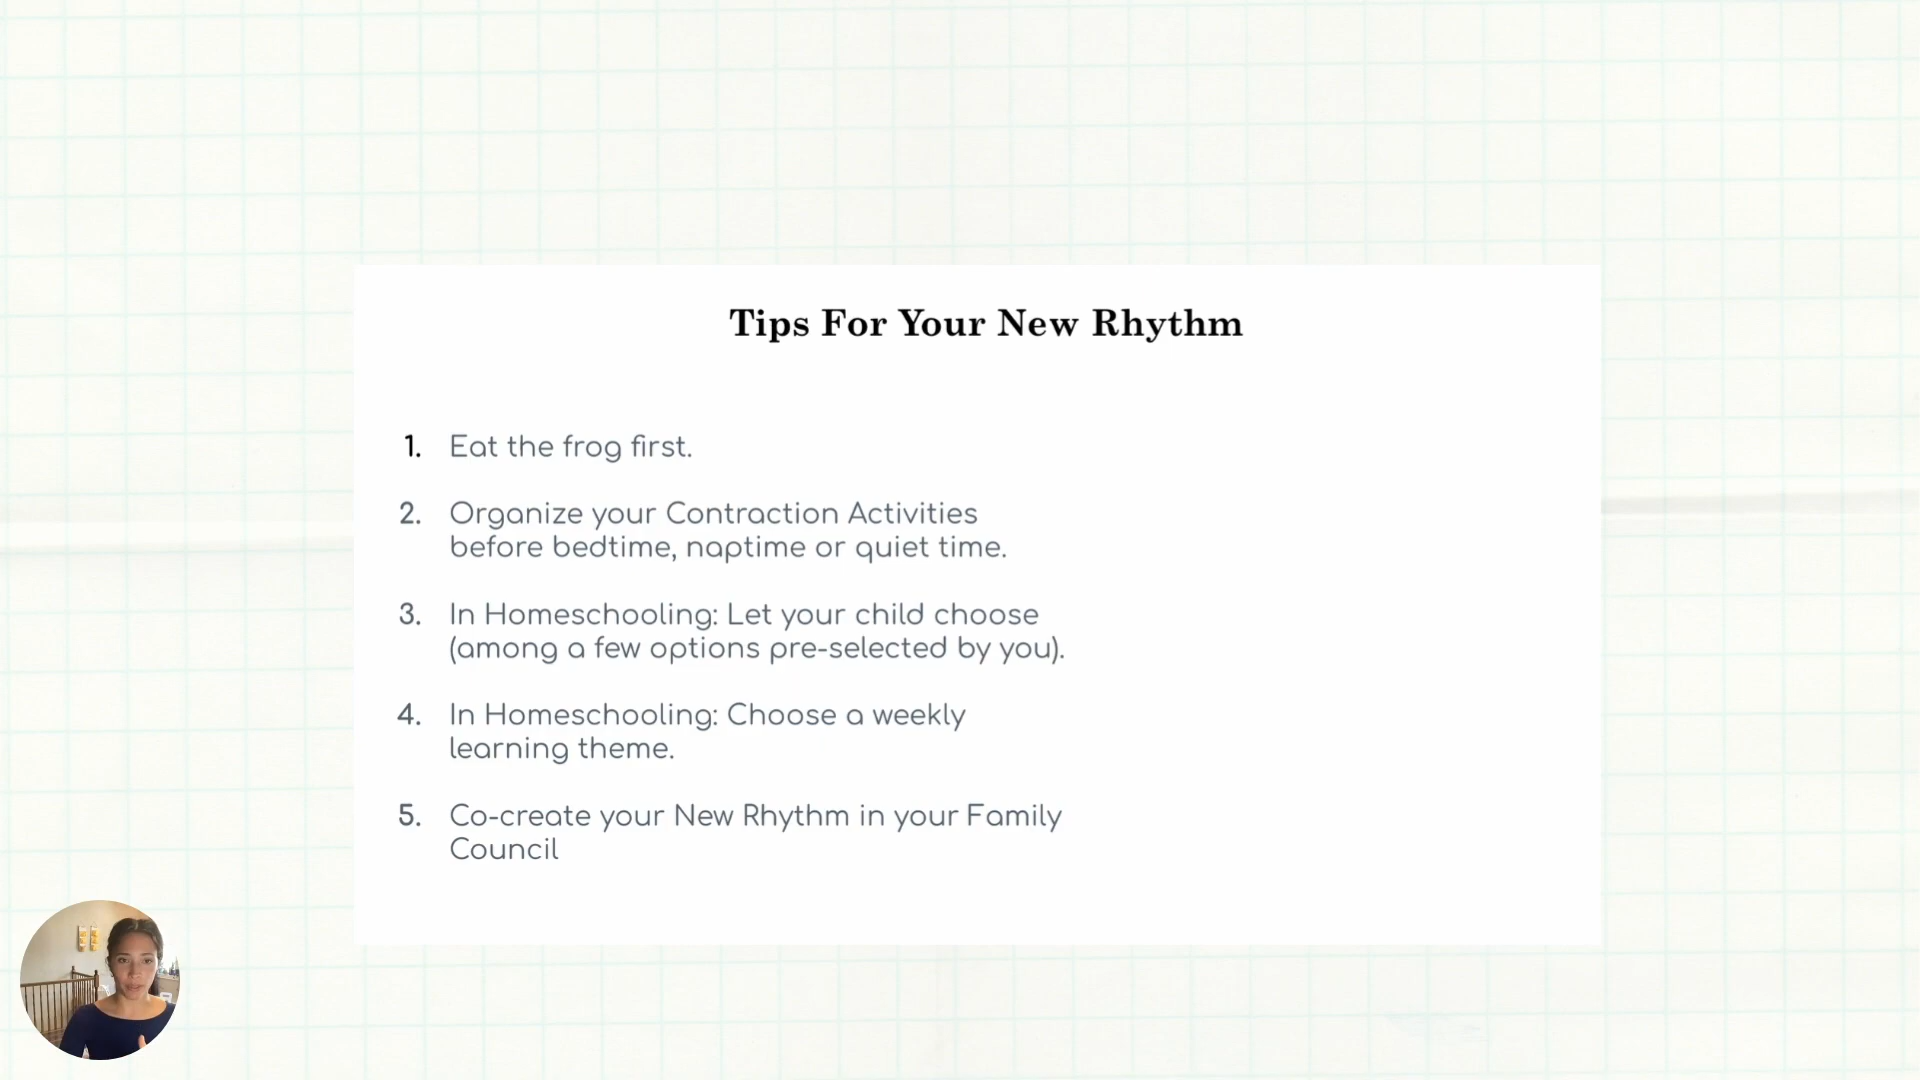 Tips For Your New Rhythm
1. Eat the frog first.
2. Organize your Contraction Activities
before bedtime, naptime or quiet time.
3. In Homeschooling: Let your child choose
(among a few options pre-selected by you).
4. In Homeschooling: Choose a weekly
learning theme.
5. Co-create your New Rhythm in your Family
Council